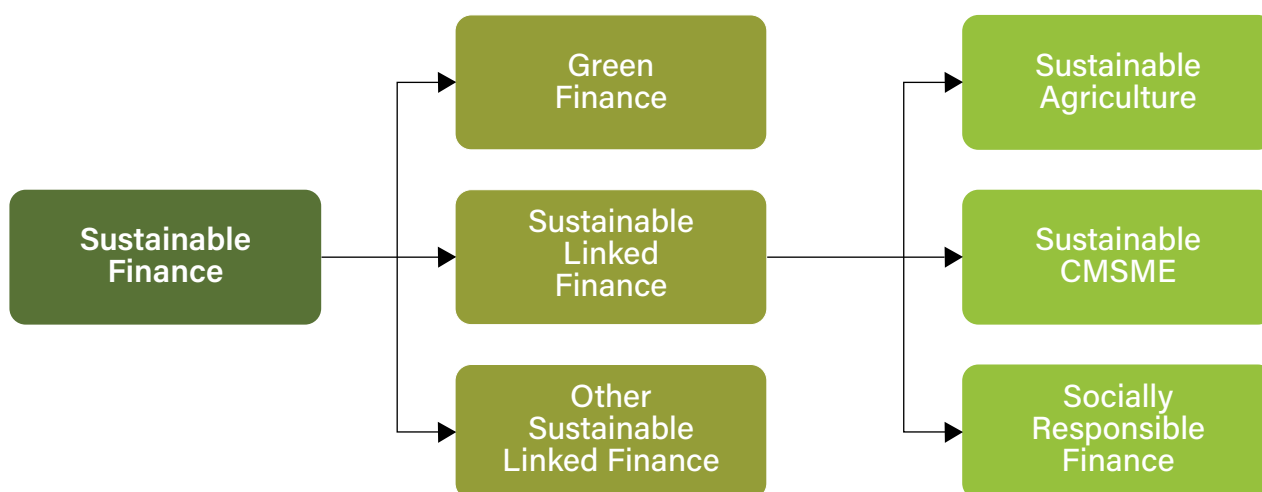 Sustainable
Finance
Green
Finance
Sustainable
Linked
Finance
Other
Sustainable
Linked Finance
Sustainable
Agriculture
Sustainable
CMSME
Socially
Responsible
Finance